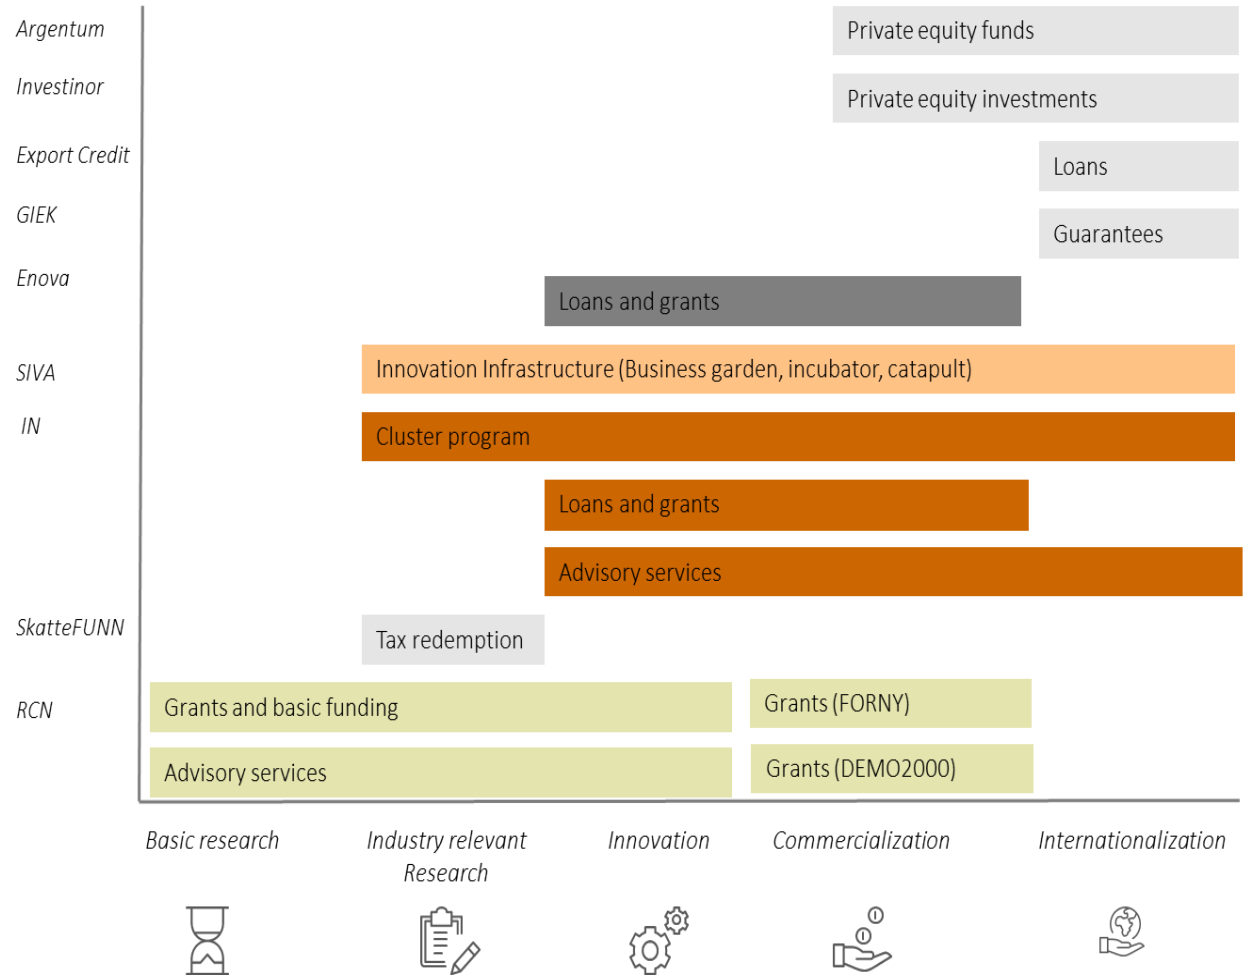 Argentum
Private equity funds
Investinor
Private equity investments
Export Credit
Loans
GIEK
Guarantees
Enova
Loans and grants
SIVA
Innovation Infrastructure (Business garden, incubator, catapult)
IN
Cluster program
Loans and grants
Advisory services
SkatteFUNN
Tax redemption
RCN
Grants and basic funding
Grants (FORNY)
Advisory services
Grants (DEMO2000)
Basic research
Industry relevant
Research
Innovation
Commercialization
Internationalization